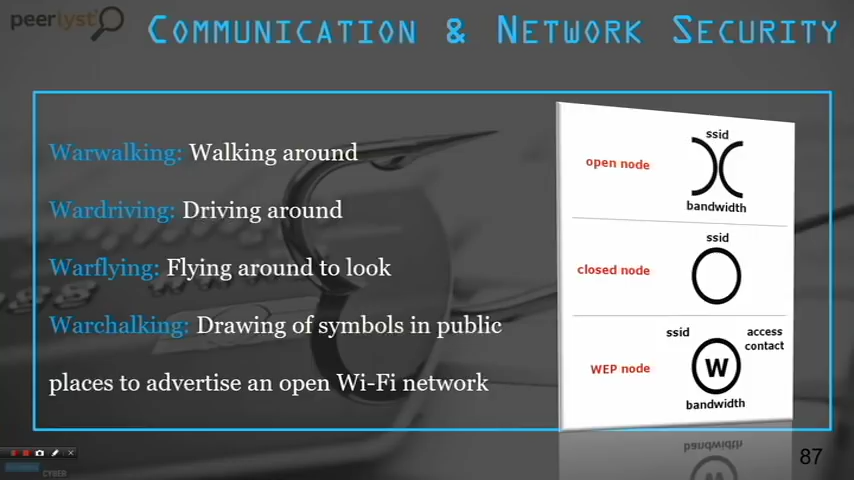 peerlyst
COMMUNICATION & NETWORK SECURITY
Warwalking: Walking around
Wardriving: Driving around
Warflying: Flying around to look
Warchalking: Drawing of symbols in public
places to advertise an open Wi-Fi network
ssid
open node
bandwidth
ssid
closed node
ssid
access
contact
WEP node
W
bandwidth
bandwidth
W
87
CYBER